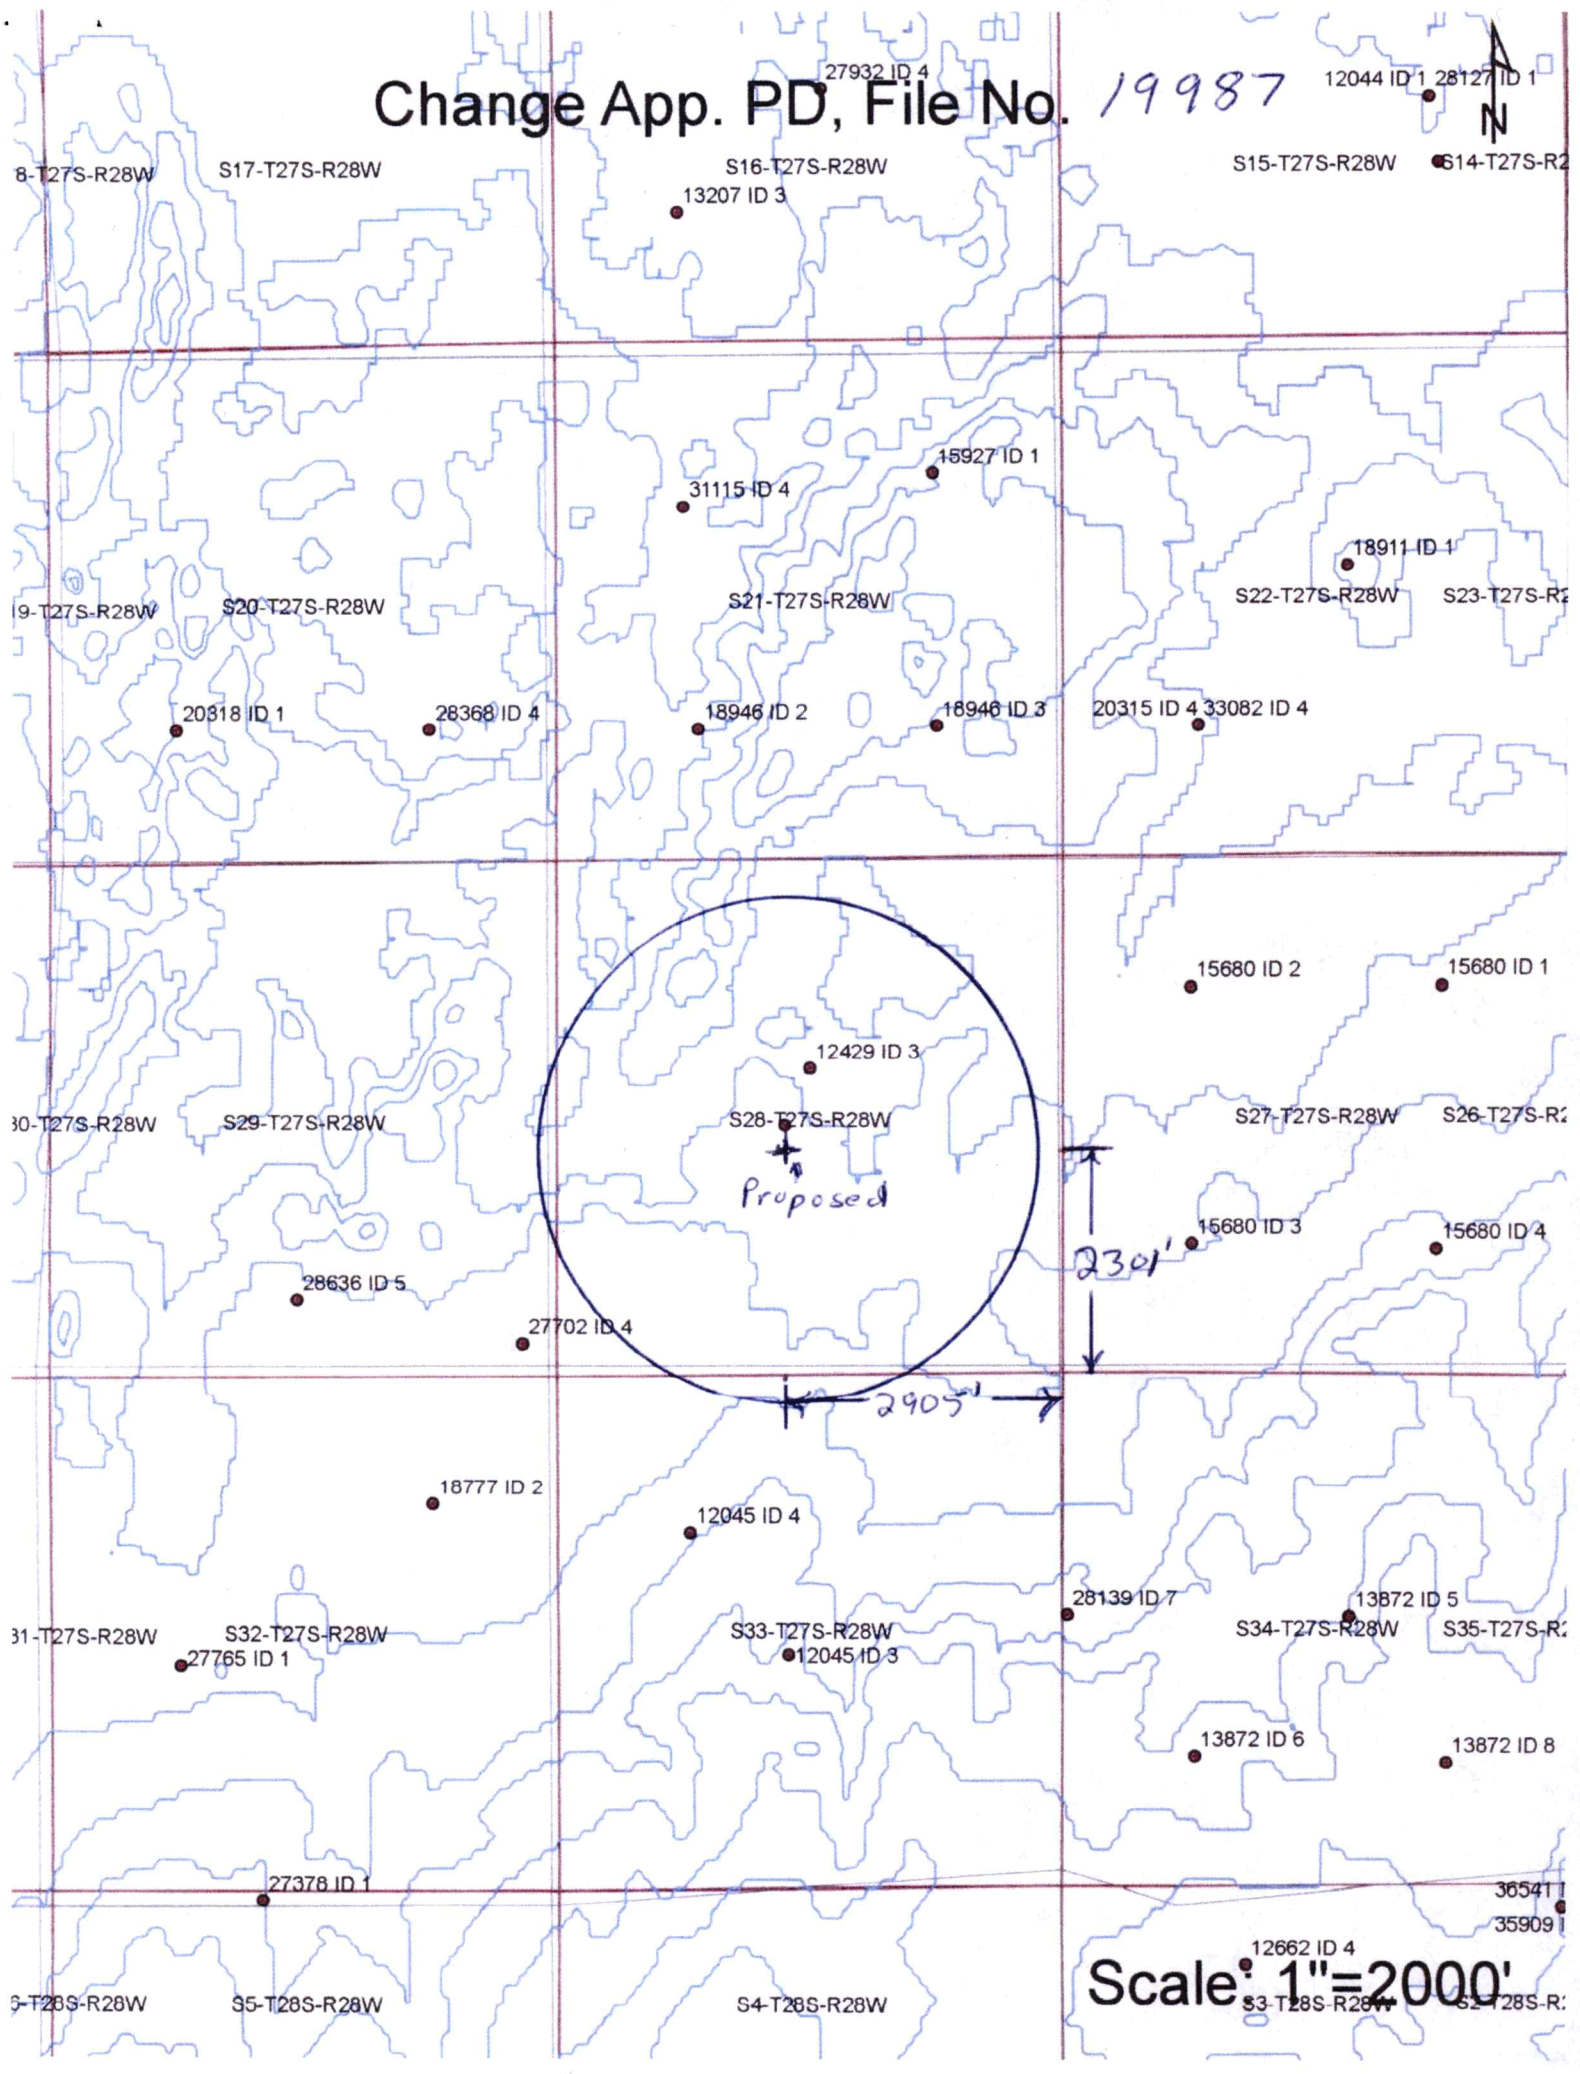 27932 ID 4
Change App. PD, File No. 19987
12044 ID 1 28127 ID 1
N
8-T27S-R28W
S17-T27S-R28W
S16-T27S-R28W
S15-T27S-R28W
S14-T27S-R2
13207 ID 3
15927 ID 1
31115 ID 4
18911 ID 1
19-T27S-R28W
S20-T27S-R28W
S21-T27S-R28W
S22-T27S-R28W
S23-T27S-R2
20318 ID 1
28368 ID 4
18946 ID 2
18946 ID 3
20315 ID 4 33082 ID 4
15680 ID 2
15680 ID 1
12429 ID 3
30-T27S-R28W
S29-T27S-R28W
S28-T27S-R28W
S27-T27S-R28W
S26-T27S-R2
Proposed
15680 ID 3
15680 ID 4
2301'
28636 ID 5
27702 ID 4
2905'
18777 ID 2
12045 ID 4
28139 ID 7
13872 ID 5
31-T27S-R28W
S32-T27S-R28W
S33-T27S-R28W
S34-T27S-R28W
S35-T27S-R2
27765 ID 1
12045 ID 3
13872 ID 6
13872 ID 8
27378 ID 1
36541 I
35909 I
12662 ID 4
Scale: 1"=2000'
6-T28S-R28W
S5-T28S-R28W
S4-T28S-R28W
S3-T28S-R28W
S2-T28S-R